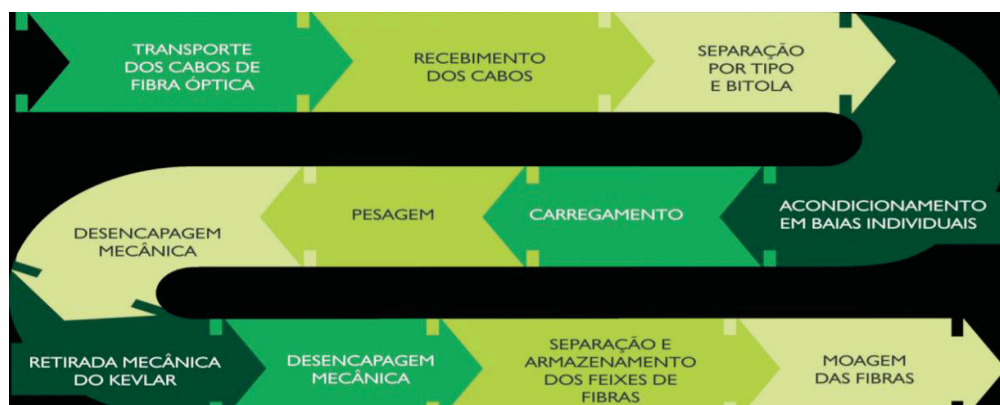 TRANSPORTE
DOS CABOS DE
FIBRA ÓPTICA
RECEBIMENTO
DOS CABOS
SEPARAÇÃO
POR TIPO
E BITOLA
ACONDICIONAMENTO
EM BAIAS INDIVIDUAIS
CARREGAMENTO
PESAGEM
DESENCAPAGEM
MECÂNICA
RETIRADA MECÂNICA
DO KEVLAR
DESENCAPAGEM
MECÂNICA
SEPARAÇÃO E
ARMAZENAMENTO
DOS FEIXES DE
FIBRAS
MOAGEM
DAS FIBRAS